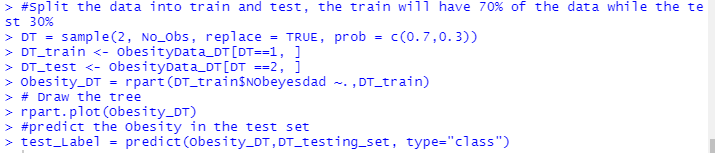 > #Split the data into train and test, the train will have 70% of the data while the te
st 30%
> DT = sample(2, No_Obs, replace = TRUE, prob = c(0.7,0.3))
> DT_train <- ObesityData_DT[DT==1, ]
> DT_test <- ObesityData_DT[DT ==2, ]
> Obesity_DT = rpart(DT_train$NObeyesdad ~.,DT_train)
> # Draw the tree
> rpart.plot(Obesity_DT)
> #predict the Obesity in the test set
> test_Label = predict(Obesity_DT,DT_testing_set, type="class")